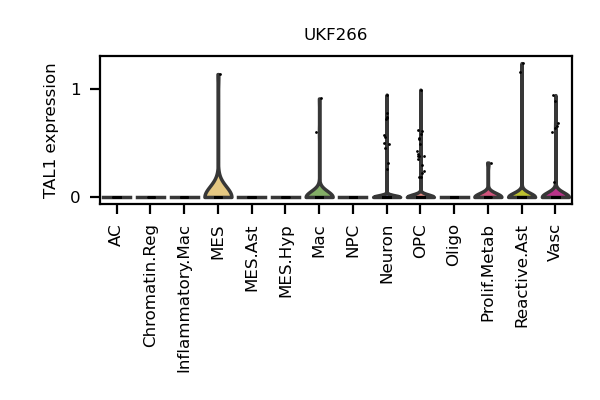 UKF266
TAL1 expression
1
0
AC
Chromatin.Reg
Inflammatory.Mac
MES
MES.Ast
MES.Hyp
Mac
NPC
Neuron
OPC
Oligo
Prolif.Metab
Reactive.Ast
Vasc